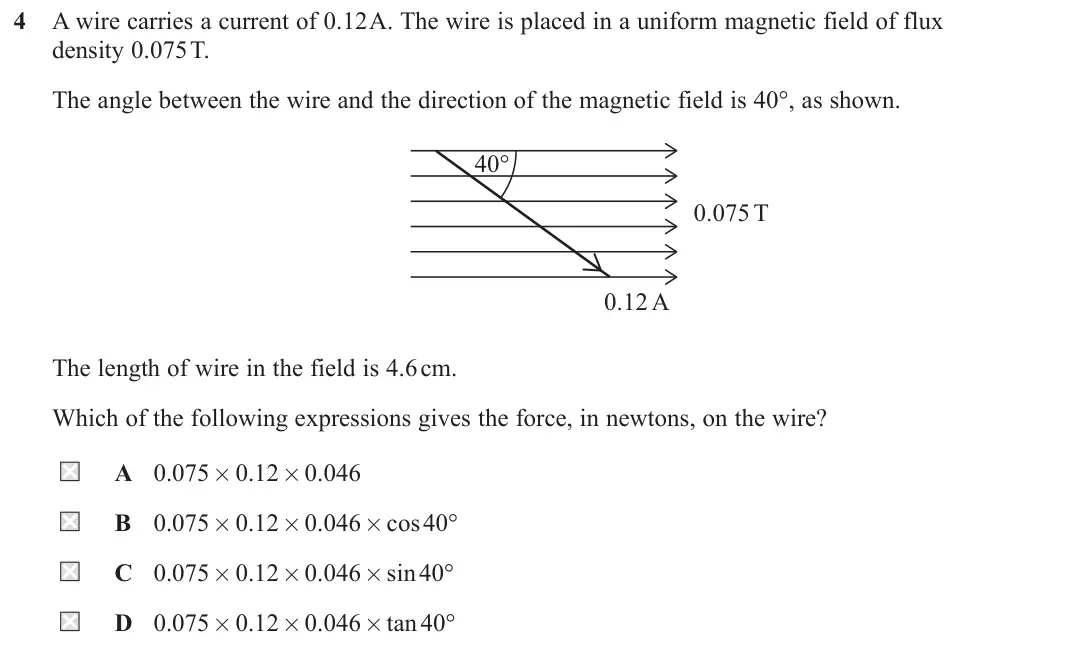 4 A wire carries a current of 0.12 A. The wire is placed in a uniform magnetic field of flux
density 0.075 T.
The angle between the wire and the direction of the magnetic field is 40°, as shown.
40°
0.075 T
0.12 A
The length of wire in the field is 4.6 cm.
Which of the following expressions gives the force, in newtons, on the wire?
A 0.075 × 0.12 × 0.046
B 0.075 × 0.12 × 0.046 × cos 40°
C 0.075 × 0.12 × 0.046 × sin 40°
D 0.075 × 0.12 × 0.046 × tan 40°